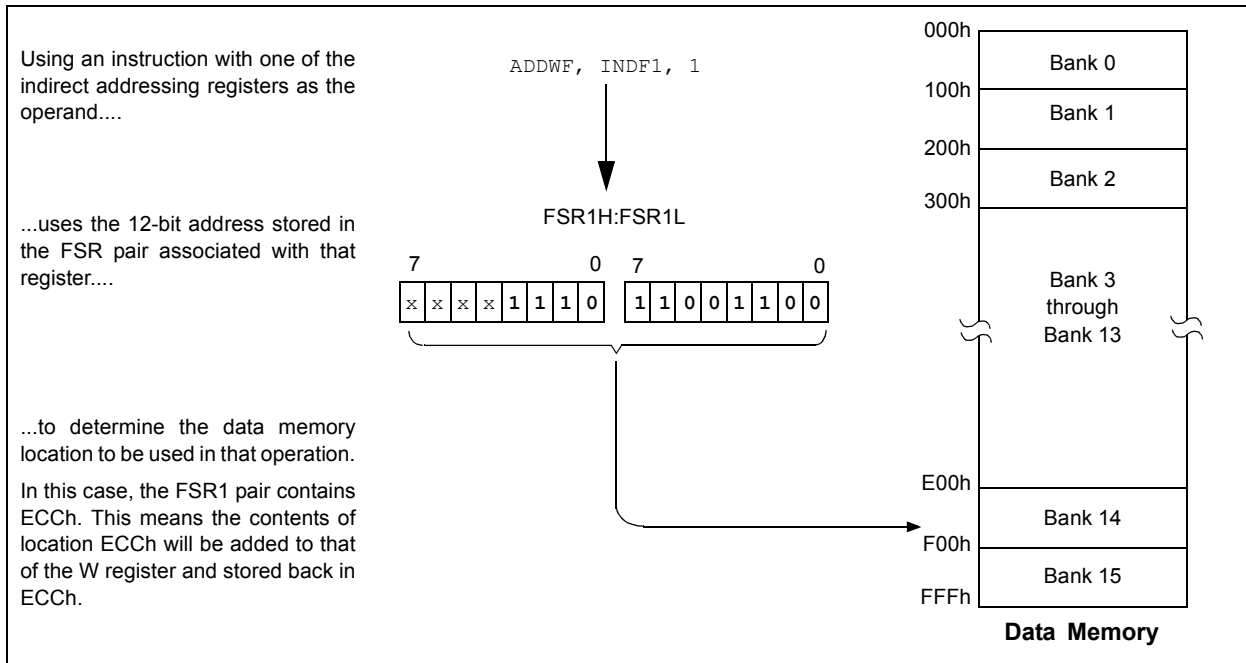 Using an instruction with one of the
indirect addressing registers as the
operand....
ADDWF, INDF1, 1
...uses the 12-bit address stored in
the FSR pair associated with that
register....
FSR1H:FSR1L
7 0 7 0
x x x x 1 1 1 0 1 1 0 0 1 1 0 0
...to determine the data memory
location to be used in that operation.
In this case, the FSR1 pair contains
ECCh. This means the contents of
location ECCh will be added to that
of the W register and stored back in
ECCh.
000h
Bank 0
100h
Bank 1
200h
Bank 2
300h
Bank 3
through
Bank 13
E00h
Bank 14
F00h
Bank 15
FFFh
Data Memory